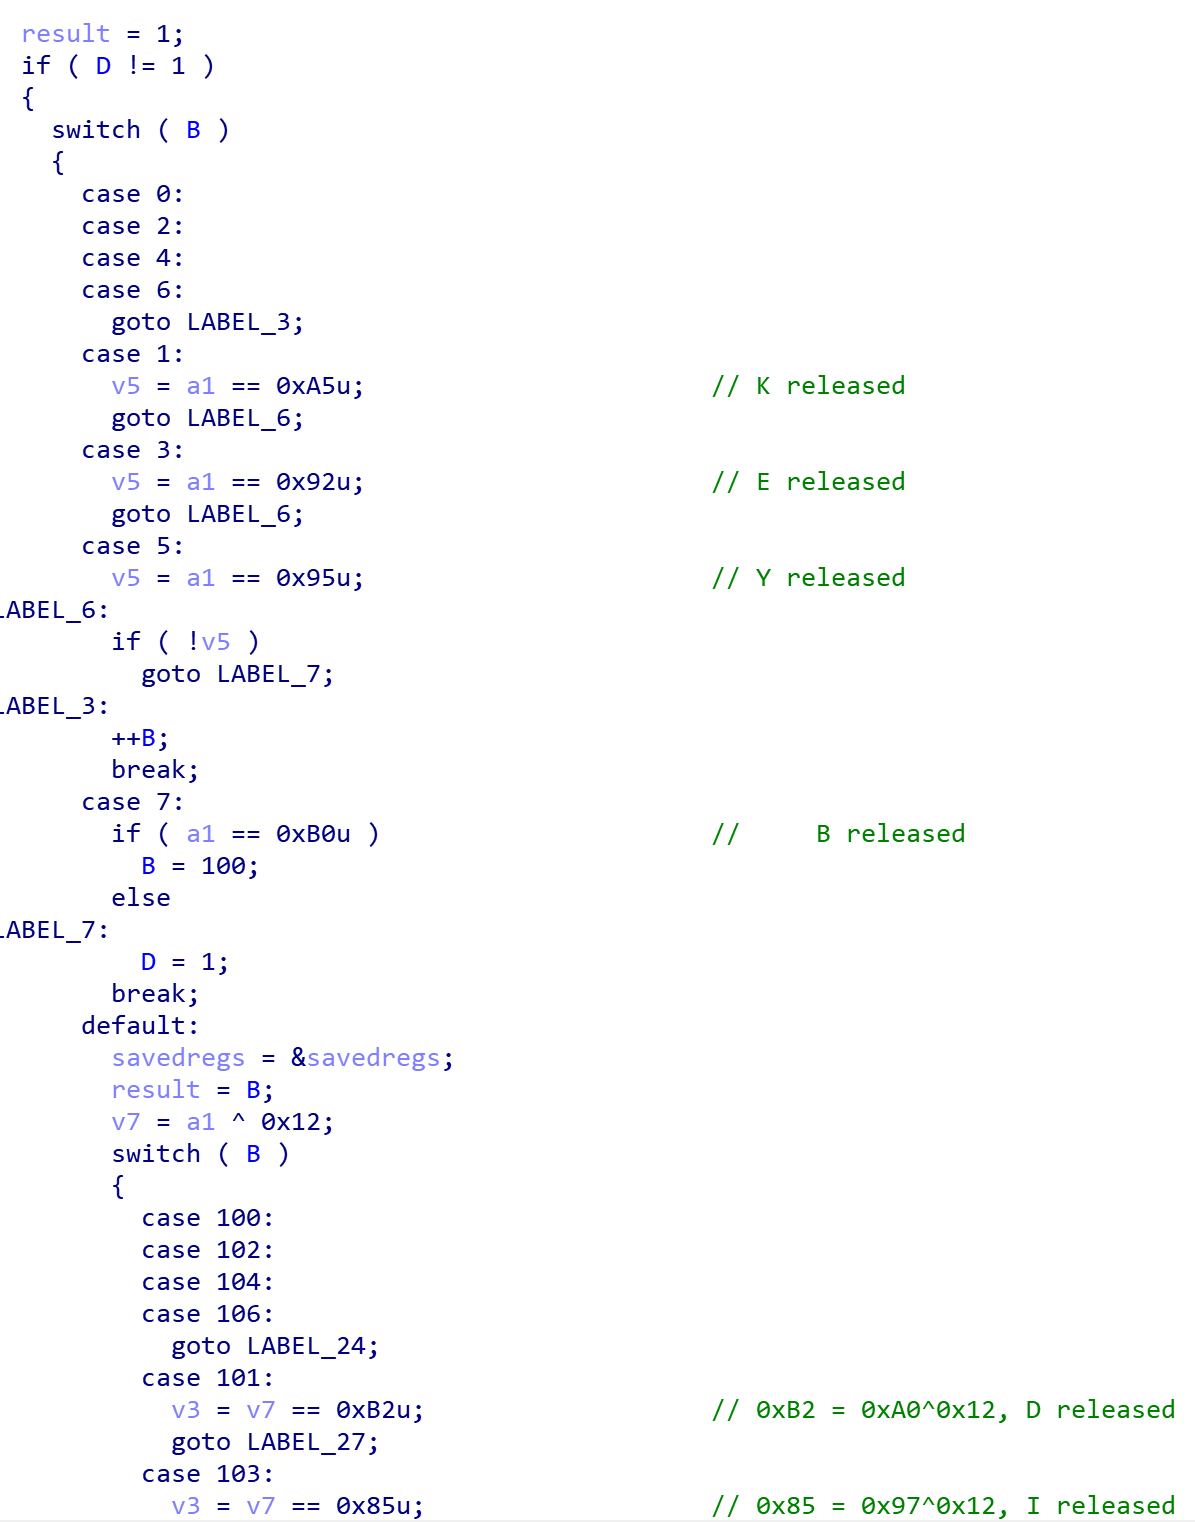 result = 1;
if ( D != 1 )
{
switch ( B )
{
case 0:
case 2:
case 4:
case 6:
goto LABEL_3;
case 1:
v5 = a1 == 0xA5u; // K released
goto LABEL_6;
case 3:
v5 = a1 == 0x92u; // E released
goto LABEL_6;
case 5:
v5 = a1 == 0x95u; // Y released
LABEL_6:
if ( !v5 )
goto LABEL_7;
LABEL_3:
++B;
break;
case 7:
if ( a1 == 0xB0u ) // B released
B = 100;
else
LABEL_7:
D = 1;
break;
default:
savedregs = &savedregs;
result = B;
v7 = a1 ^ 0x12;
switch ( B )
{
case 100:
case 102:
case 104:
case 106:
goto LABEL_24;
case 101:
v3 = v7 == 0xB2u; // 0xB2 = 0xA0^0x12, D released
goto LABEL_27;
case 103:
v3 = v7 == 0x85u; // 0x85 = 0x97^0x12, I released